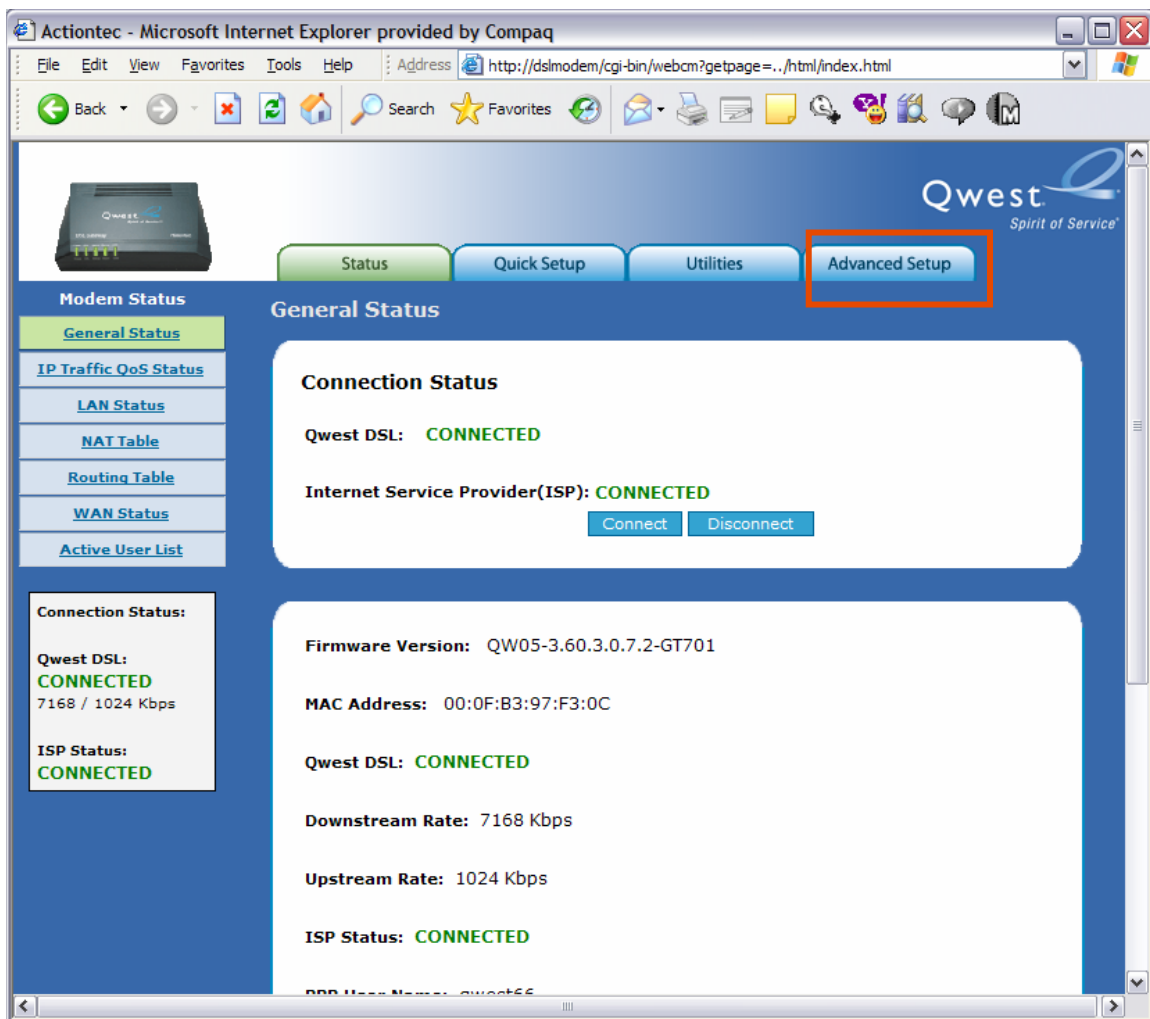 Actiontec - Microsoft Internet Explorer provided by Compaq
File Edit View Favorites Tools Help Address http://dslmodem/cgi-bin/webcm?getpage=../html/index.html
Back Search Favorites
Qwest
Qwest
Spirit of Service®
Status Quick Setup Utilities Advanced Setup
Modem Status
General Status
IP Traffic QoS Status
LAN Status
NAT Table
Routing Table
WAN Status
Active User List
Connection Status:
Qwest DSL:
CONNECTED
7168 / 1024 Kbps
ISP Status:
CONNECTED
General Status
Connection Status
Qwest DSL: CONNECTED
Internet Service Provider(ISP): CONNECTED
Connect Disconnect
Firmware Version: QW05-3.60.3.0.7.2-GT701
MAC Address: 00:0F:B3:97:F3:0C
Qwest DSL: CONNECTED
Downstream Rate: 7168 Kbps
Upstream Rate: 1024 Kbps
ISP Status: CONNECTED
PPP User Name: qwest66